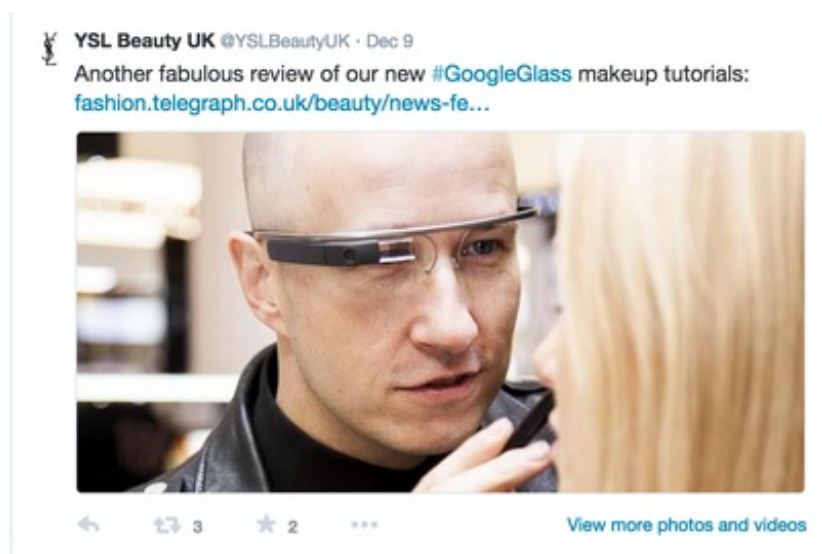 YSL Beauty UK @YSLBeautyUK · Dec 9
Another fabulous review of our new #GoogleGlass makeup tutorials:
fashion.telegraph.co.uk/beauty/news-fe...
3 2
View more photos and videos